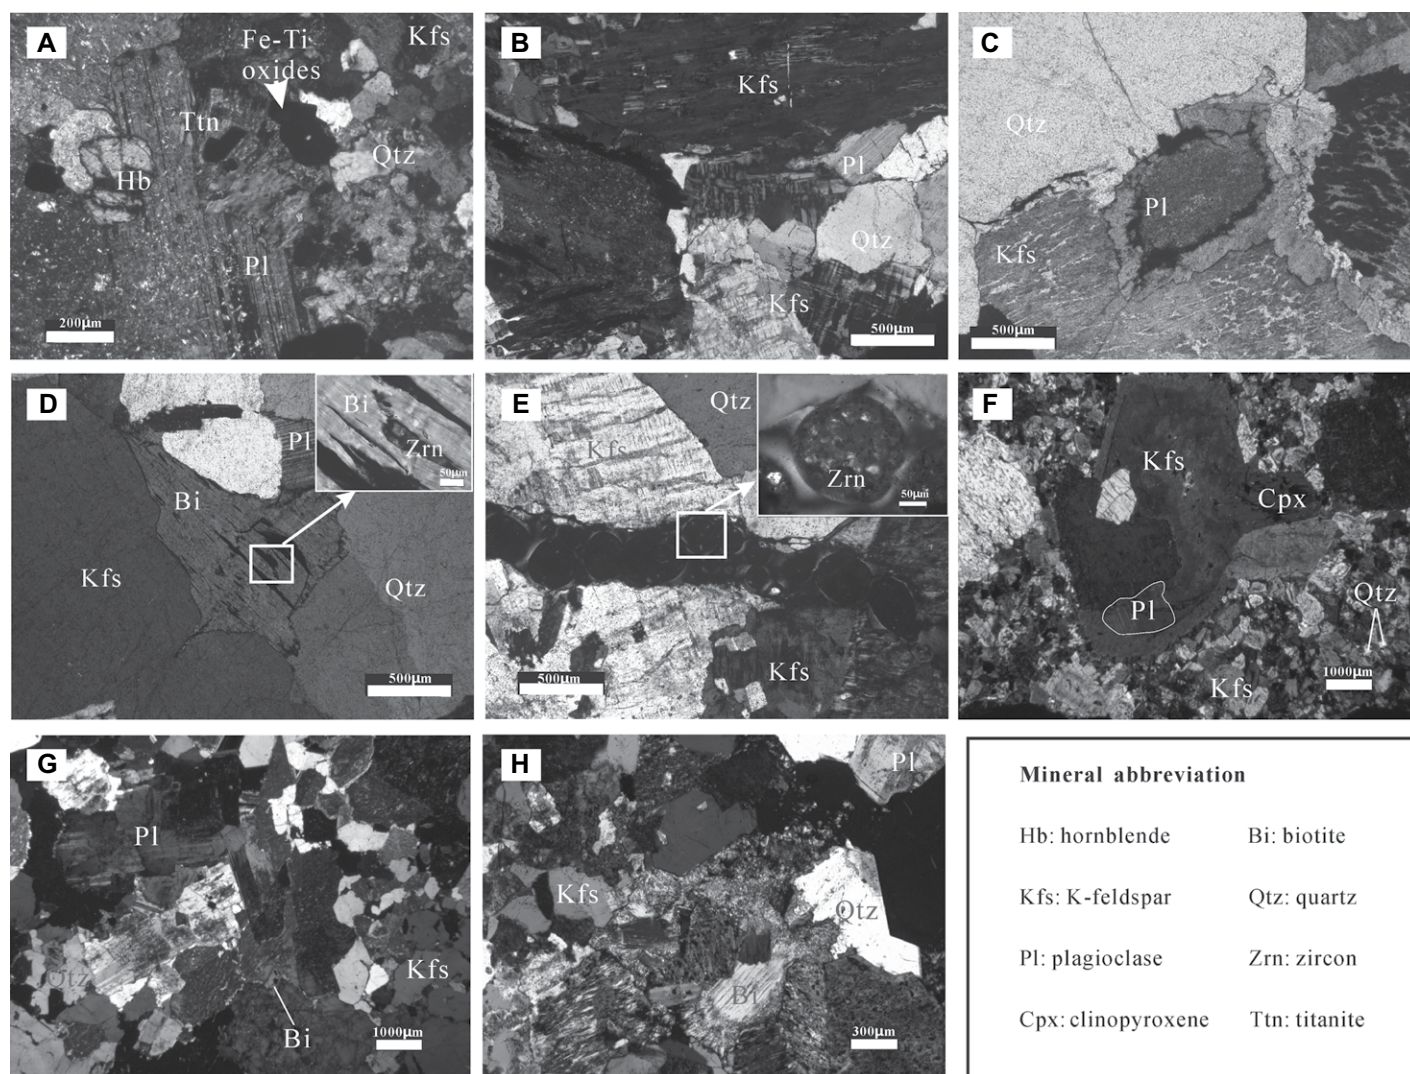 A
Fe-Ti
oxides
Kfs
Ttn
Qtz
Hb
Pl
200μm
B
Kfs
Pl
Qtz
Kfs
500μm
C
Qtz
Pl
Kfs
500μm
D
Bi
Zrn
50μm
Pl
Bi
Kfs
Qtz
500μm
E
Qtz
Kfs
Zrn
50μm
Kfs
500μm
F
Kfs
Cpx
Pl
Qtz
Kfs
1000μm
G
Pl
Qtz
Kfs
Bi
1000μm
H
Pl
Kfs
Qtz
Bi
300μm
Mineral abbreviation
Hb: hornblende Bi: biotite
Kfs: K-feldspar Qtz: quartz
Pl: plagioclase Zrn: zircon
Cpx: clinopyroxene Ttn: titanite